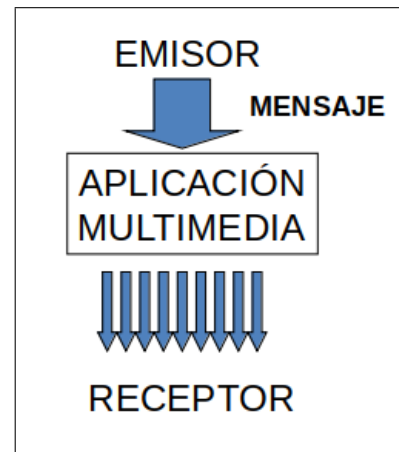 EMISOR
MENSAJE
APLICACIÓN
MULTIMEDIA
RECEPTOR